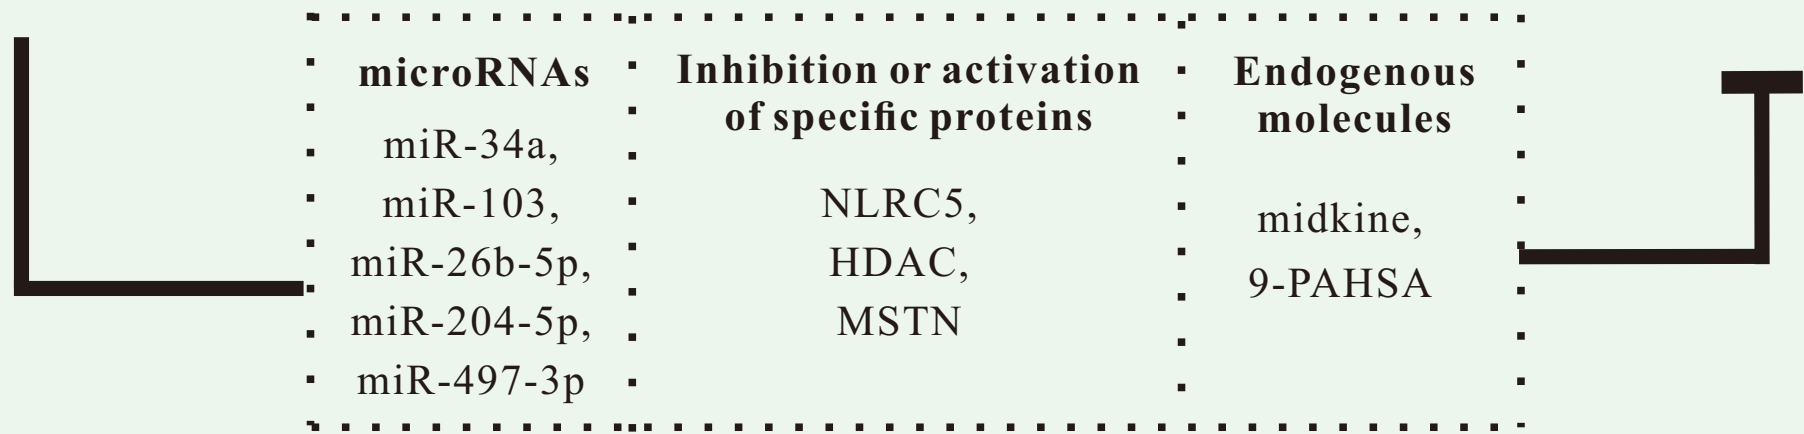 microRNAs
miR-34a,
miR-103,
miR-26b-5p,
miR-204-5p,
miR-497-3p
Inhibition or activation
of specific proteins
NLRC5,
HDAC,
MSTN
Endogenous
molecules
midkine,
9-PAHSA